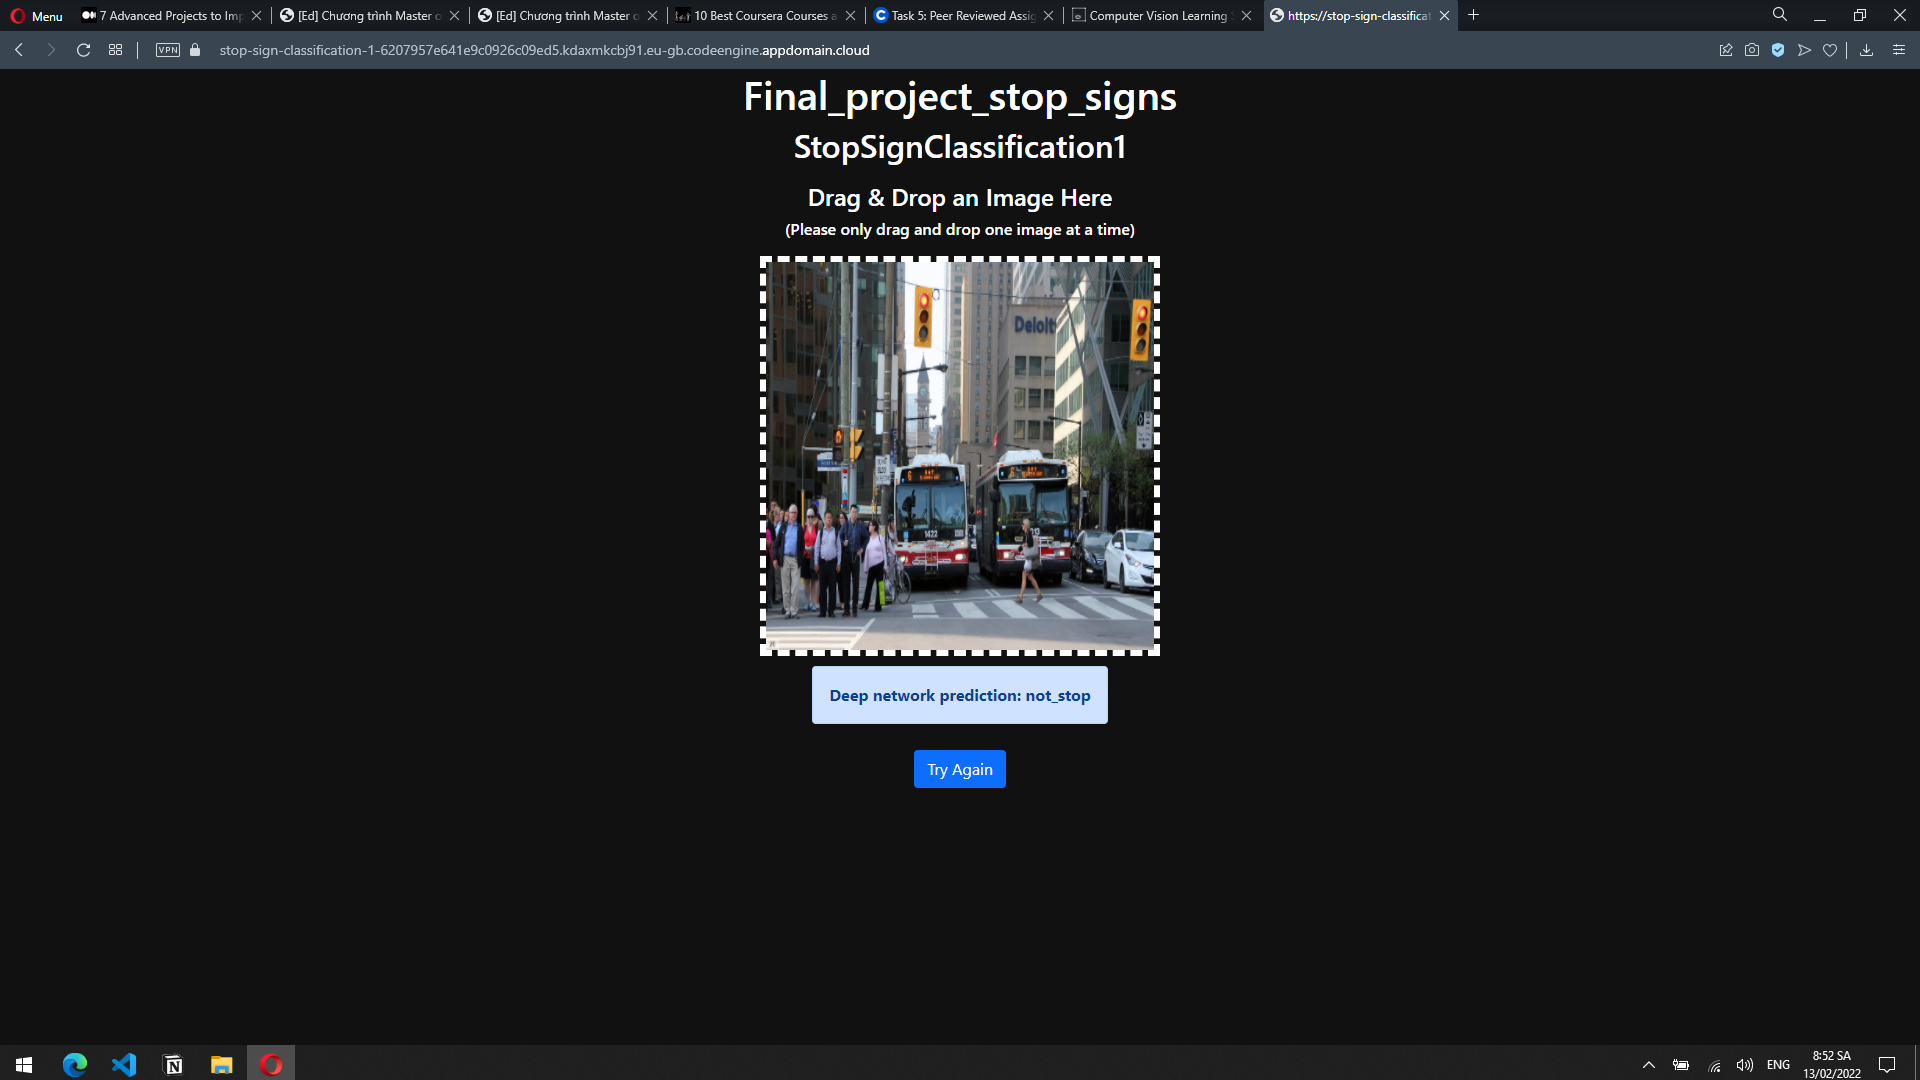 Menu
7 Advanced Projects to Imp
[Ed] Chương trình Master o
[Ed] Chương trình Master o
10 Best Coursera Courses a
Task 5: Peer Reviewed Assig
Computer Vision Learning
https://stop-sign-classificat
VPN
stop-sign-classification-1-6207957e641e9c0926c09ed5.kdaxmkcbj91.eu-gb.codeengine.appdomain.cloud
Final_project_stop_signs
StopSignClassification1
Drag & Drop an Image Here
(Please only drag and drop one image at a time)
Deloit
6
1422
Deep network prediction: not_stop
Try Again
ENG
8:52 SA
13/02/2022